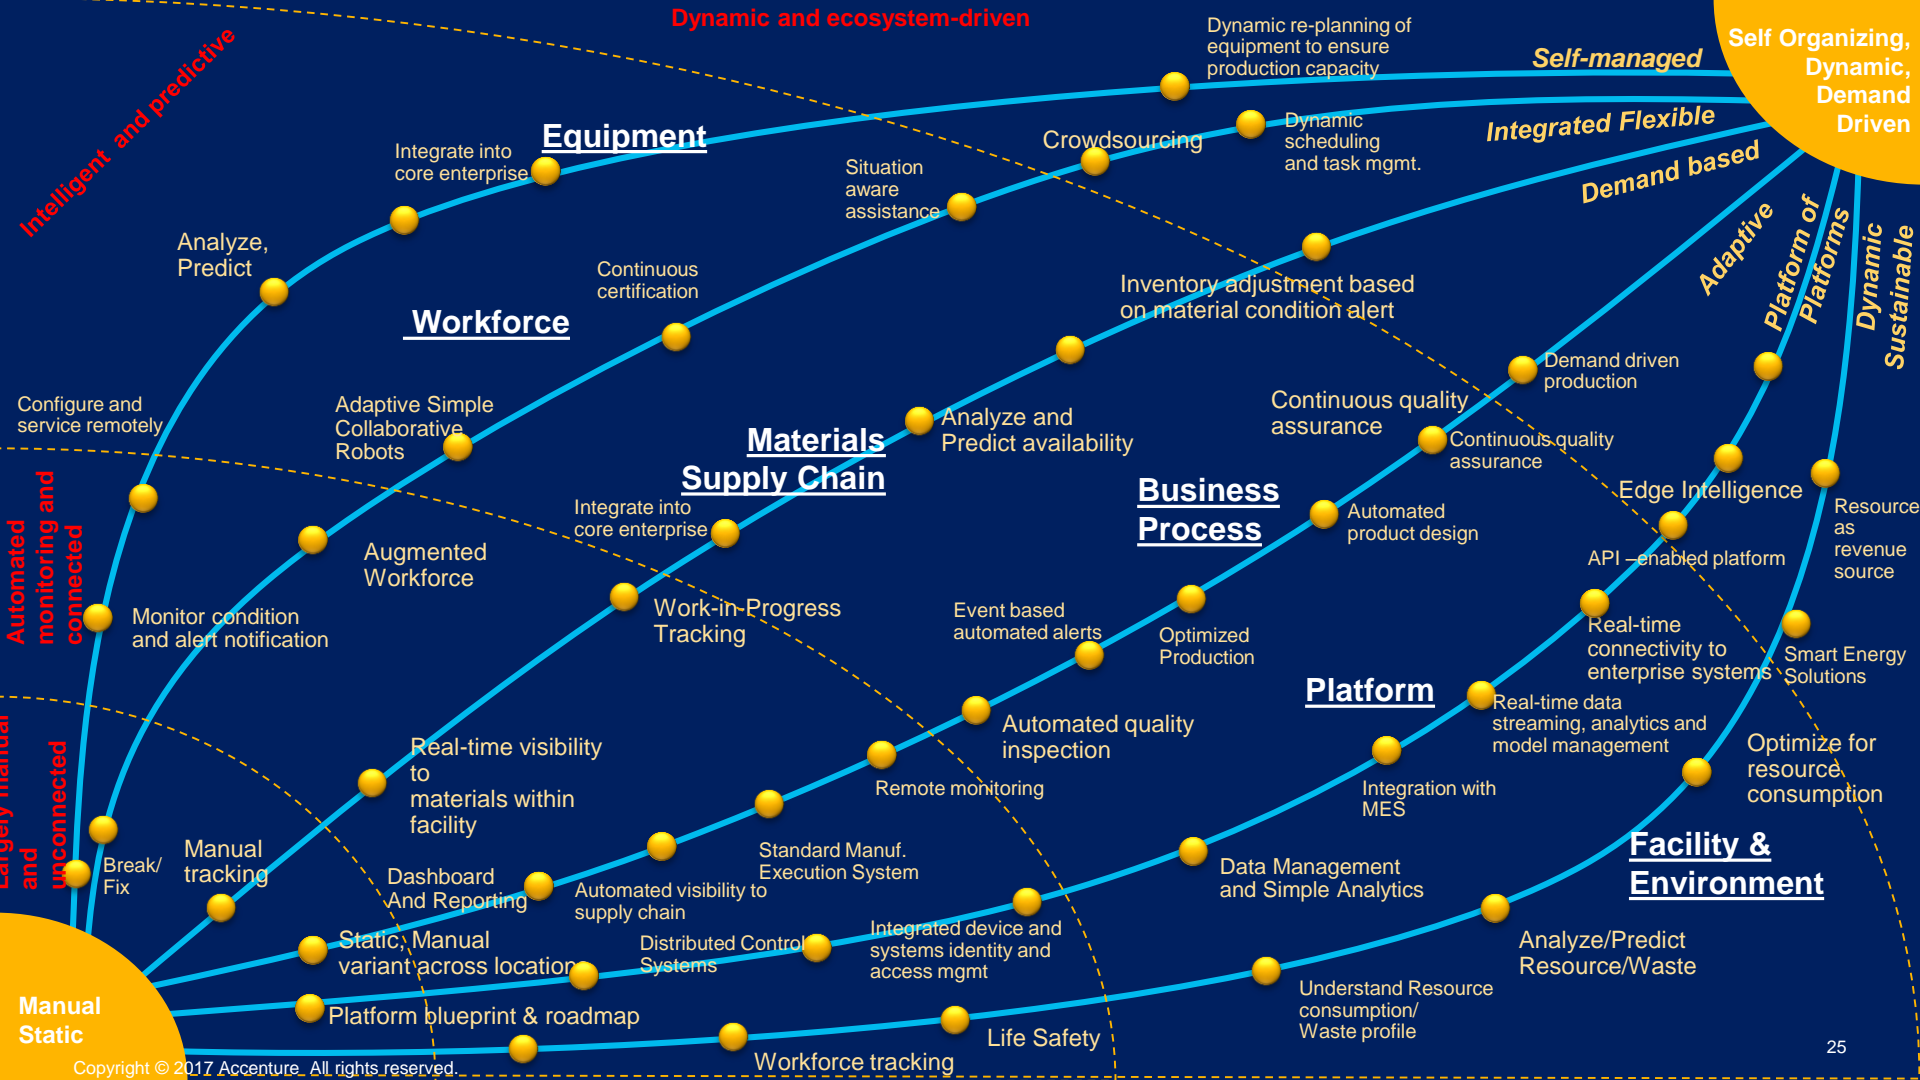 Dynamic and ecosystem-driven
Intelligent and predictive
Automated
monitoring and
connected
Largely manual
and
unconnected
Self Organizing,
Dynamic,
Demand
Driven
Self-managed
Integrated Flexible
Demand based
Adaptive
Platform of
Platforms
Dynamic
Sustainable
Equipment
Dynamic re-planning of
equipment to ensure
production capacity
Integrate into
core enterprise
Analyze,
Predict
Configure and
service remotely
Monitor condition
and alert notification
Break/
Fix
Workforce
Dynamic
scheduling
and task mgmt.
Crowdsourcing
Situation
aware
assistance
Continuous
certification
Adaptive Simple
Collaborative
Robots
Augmented
Workforce
Materials
Supply Chain
Inventory adjustment based
on material condition alert
Analyze and
Predict availability
Integrate into
core enterprise
Work-in-Progress
Tracking
Real-time visibility
to
materials within
facility
Manual
tracking
Business
Process
Demand driven
production
Continuous quality
assurance
Continuous quality
assurance
Automated
product design
Optimized
Production
Event based
automated alerts
Automated quality
inspection
Remote monitoring
Standard Manuf.
Execution System
Automated visibility to
supply chain
Dashboard
And Reporting
Static, Manual
variant across locations
Platform
Edge Intelligence
API –enabled platform
Real-time
connectivity to
enterprise systems
Real-time data
streaming, analytics and
model management
Integration with
MES
Data Management
and Simple Analytics
Integrated device and
systems identity and
access mgmt
Distributed Control
Systems
Platform blueprint & roadmap
Facility &
Environment
Resource
as
revenue
source
Smart Energy
Solutions
Optimize for
resource
consumption
Analyze/Predict
Resource/Waste
Understand Resource
consumption/
Waste profile
Life Safety
Workforce tracking
Manual
Static
Copyright © 2017 Accenture All rights reserved.
25